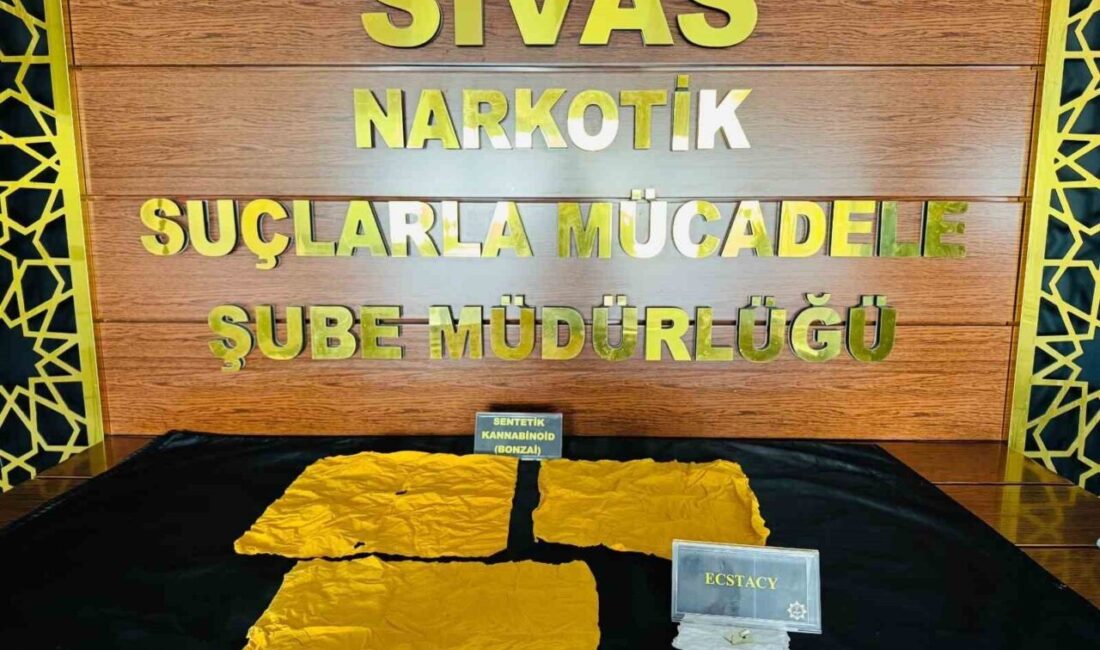 SİVAS
NARKOTİK
SUÇLARLA MÜCADELE
ŞUBE MÜDÜRLÜĞÜ
SENTETİK
KANNABİNOİD
(BONZAİ)
ECSTACY